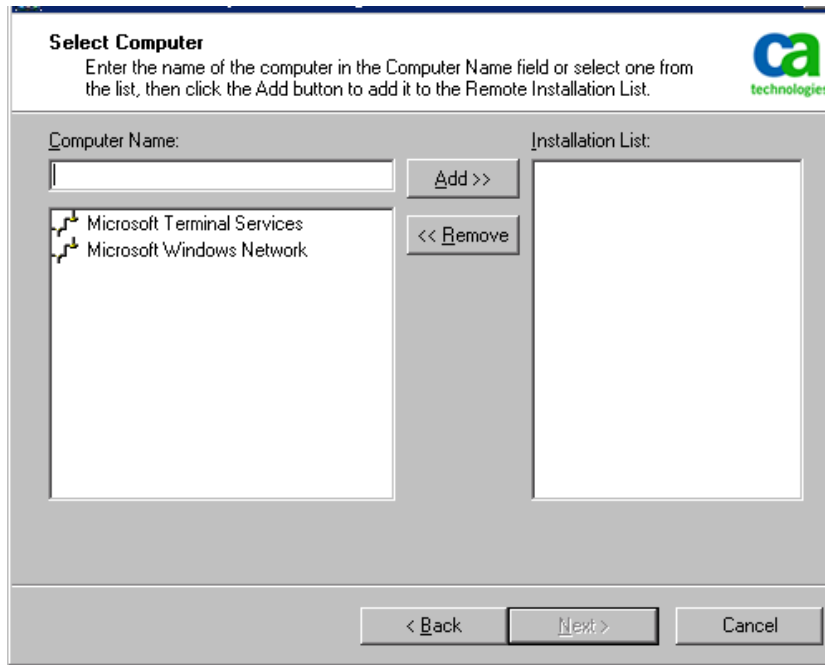 Select Computer
Enter the name of the computer in the Computer Name field or select one from
the list, then click the Add button to add it to the Remote Installation List.
ca
technologies
Computer Name:
Installation List:
Add >>
Microsoft Terminal Services
<< Remove
Microsoft Windows Network
< Back
Next >
Cancel